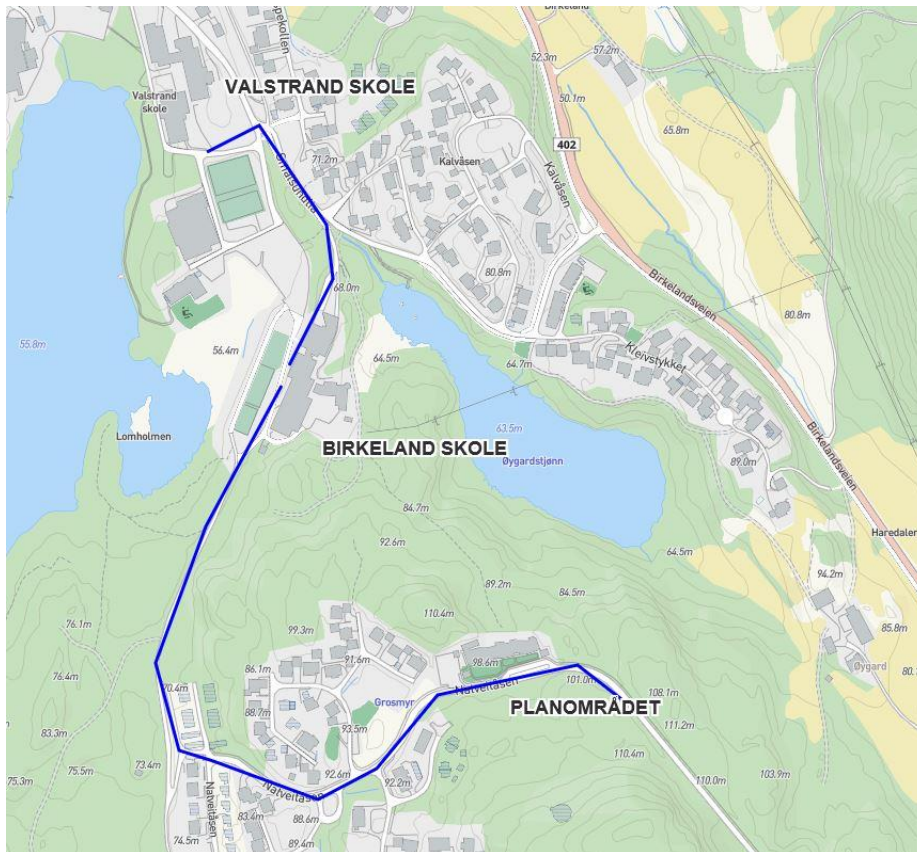 Birkeland
pekollen
52.3m
57.2m
VALSTRAND SKOLE
50.1m
Valstrand
skole
65.8m
402
71.2m
Kalvåsen
Kalvåsen
80.8m
68.0m
Birkelandsveien
80.8m
55.8m
56.4m
64.5m
64.7m
Kleivstykket
Lomholmen
63.5m
BIRKELAND SKOLE
Øygardstjønn
89.0m
Birkelandsveien
84.7m
Haredalen
92.6m
64.5m
94.2m
89.2m
84.5m
76.1m
110.4m
85.8m
99.3m
91.6m
98.6m
86.1m
Øygard
76.4m
70.4m
Natveitåsen
101.0m
108.1m
Grosmyr
88.7m
PLANOMRÅDET
111.2m
93.5m
83.3m
110.4m
75.3m
75.5m
73.4m
92.6m
92.2m
110.0m
103.9m
Natveitåsen
Natveitåsen
83.4m
88.6m
74.5m
89.4m